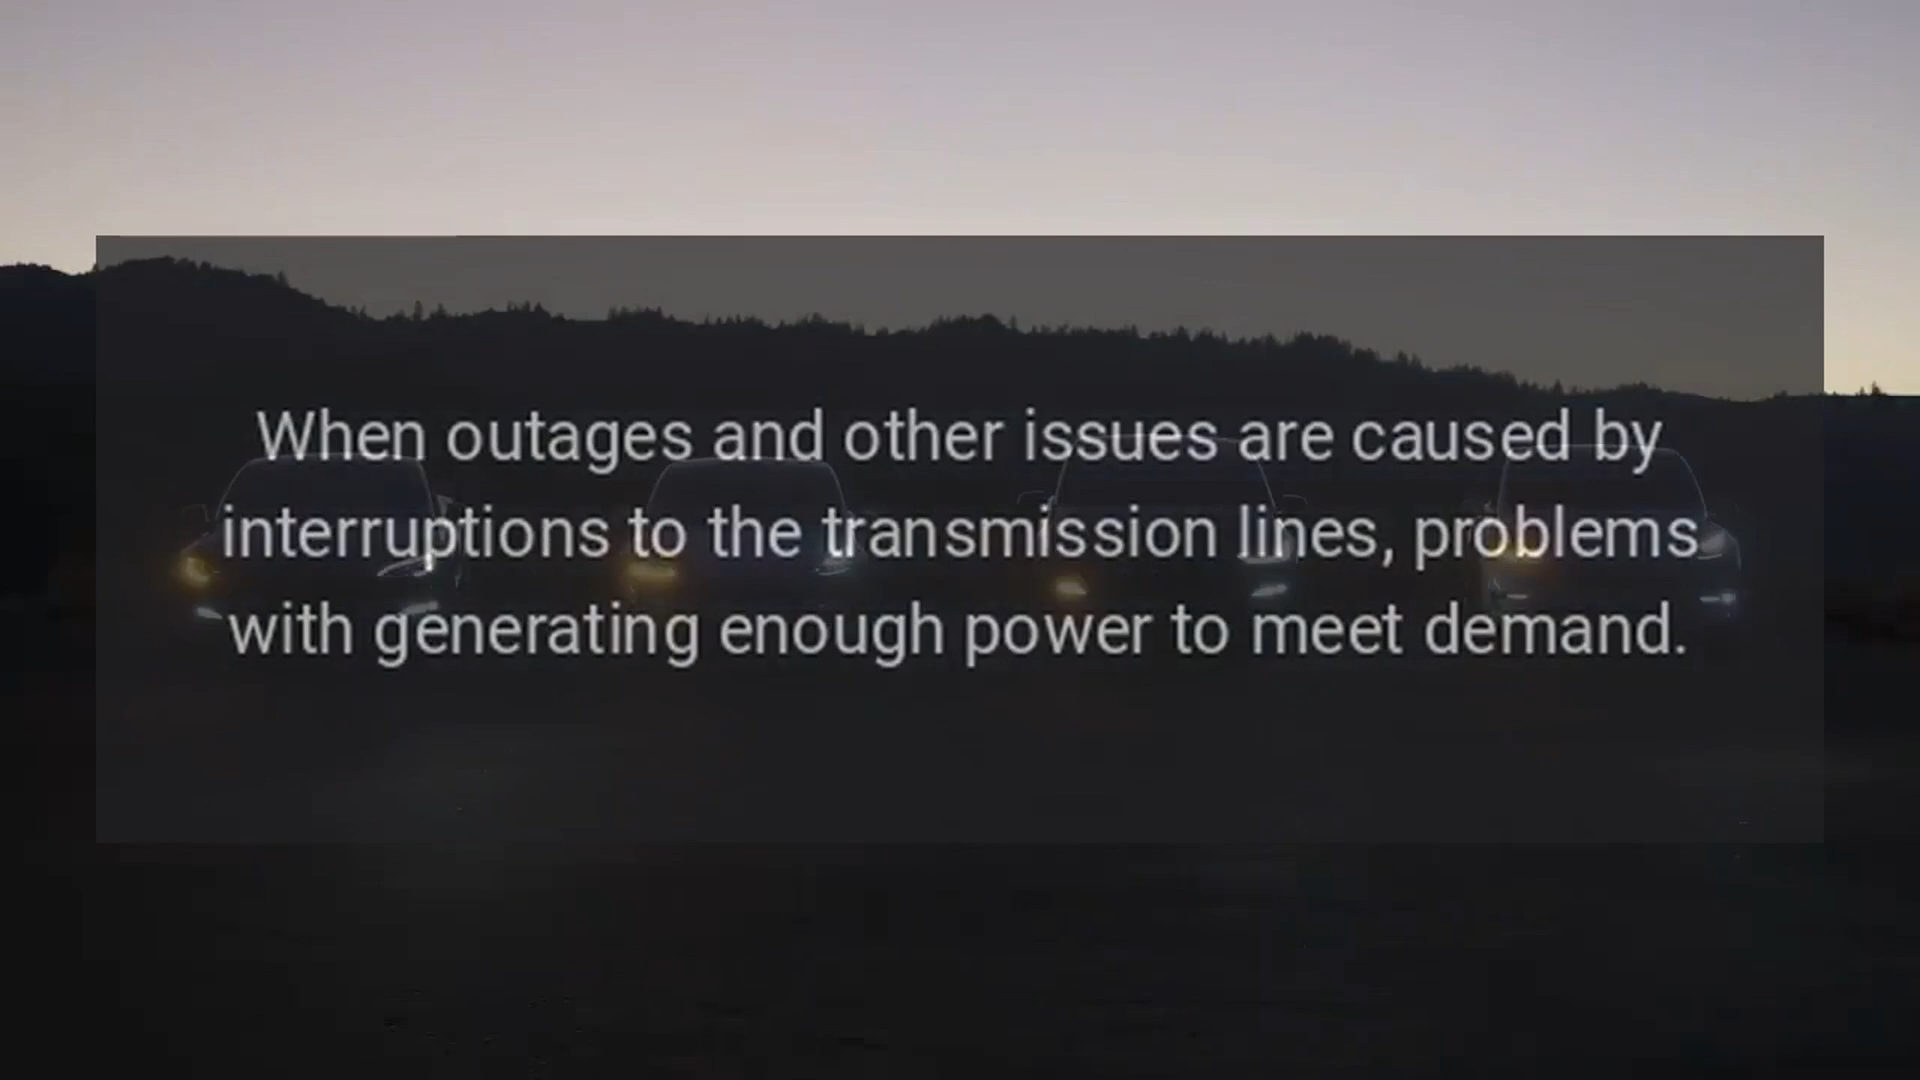 When outages and other issues are caused by
interruptions to the transmission lines, problems
with generating enough power to meet demand.